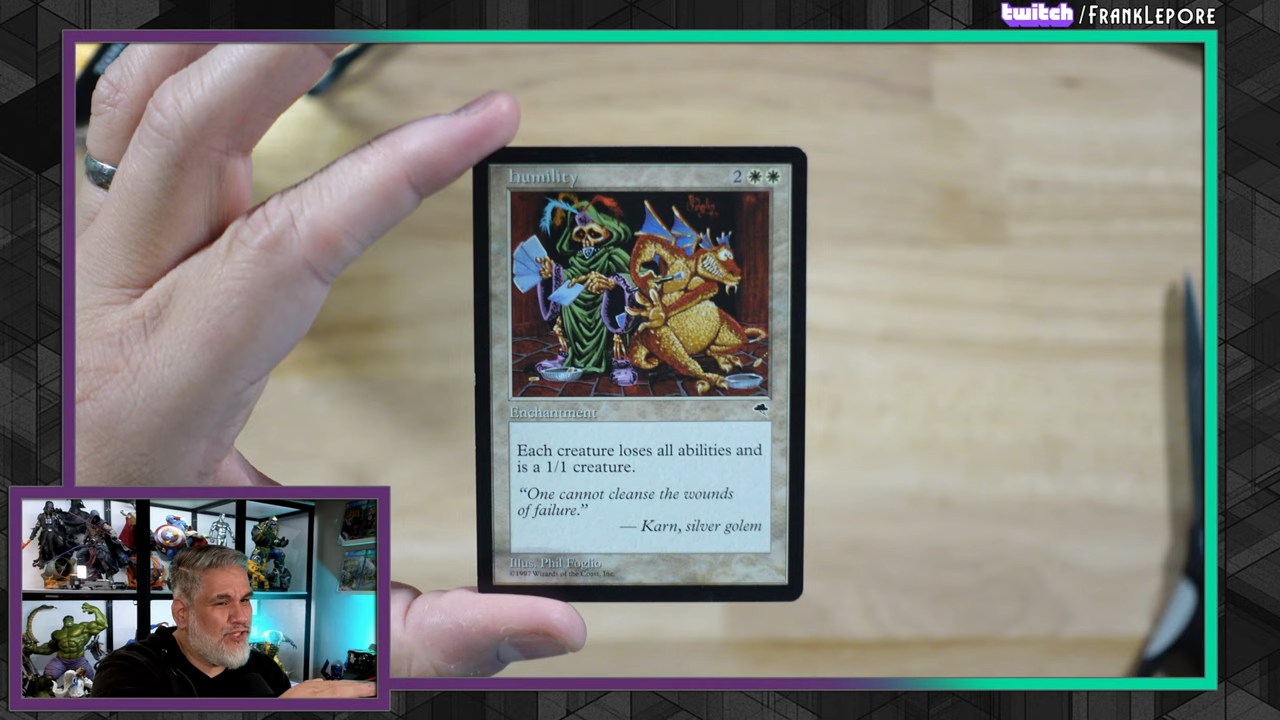 twitch /FRANKLEPORE
Humility 2
Enchantment
Each creature loses all abilities and
is a 1/1 creature.
“One cannot cleanse the wounds
of failure.”
— Karn, silver golem
Illus. Phil Foglio
©1997 Wizards of the Coast, Inc.